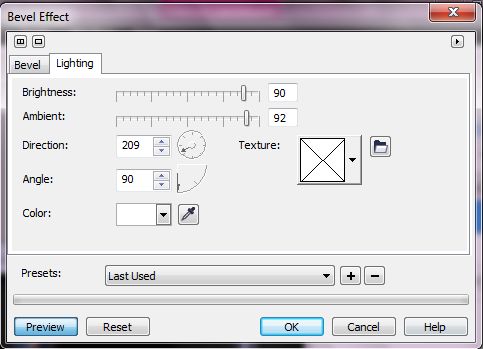 Bevel Effect
Bevel Lighting
Brightness: 90
Ambient: 92
Direction: 209 Texture:
Angle: 90
Color:
Presets: Last Used
Preview Reset OK Cancel Help